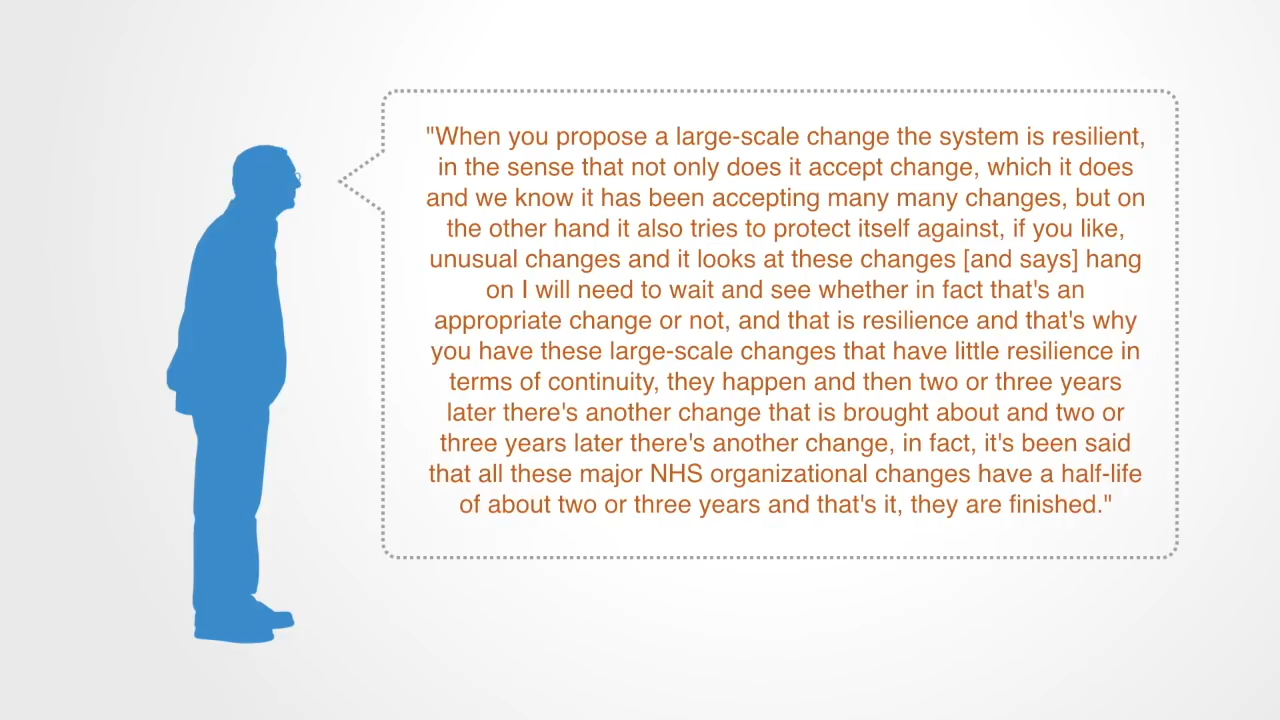 "When you propose a large-scale change the system is resilient,
in the sense that not only does it accept change, which it does
and we know it has been accepting many many changes, but on
the other hand it also tries to protect itself against, if you like,
unusual changes and it looks at these changes [and says] hang
on I will need to wait and see whether in fact that's an
appropriate change or not, and that is resilience and that's why
you have these large-scale changes that have little resilience in
terms of continuity, they happen and then two or three years
later there's another change that is brought about and two or
three years later there's another change, in fact, it's been said
that all these major NHS organizational changes have a half-life
of about two or three years and that's it, they are finished."